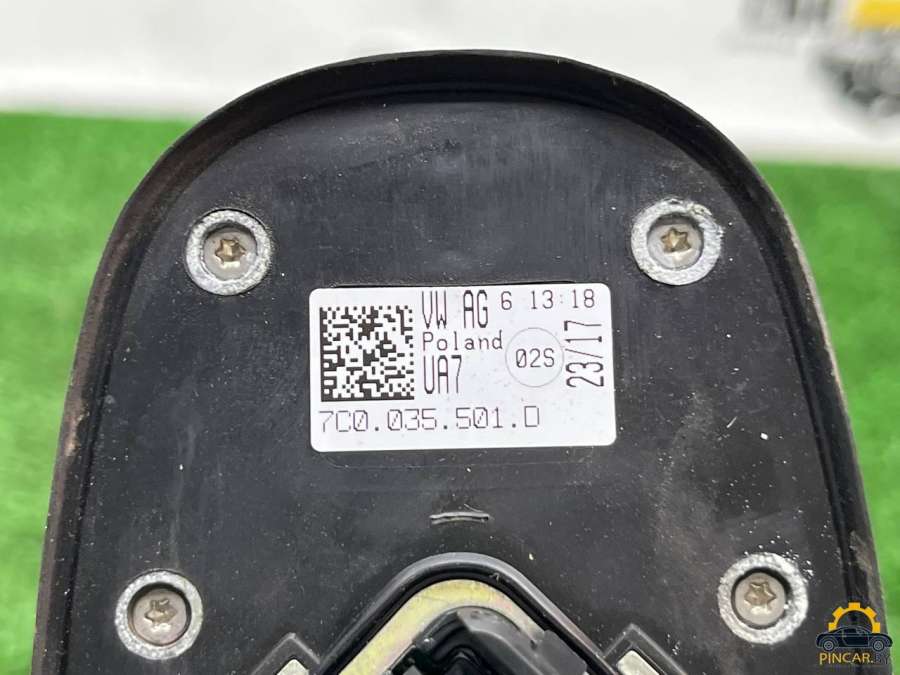 VW AG 6 13:18
Poland
UA7
02S
23/17
7C0.035.501.D
PINCAR.BY